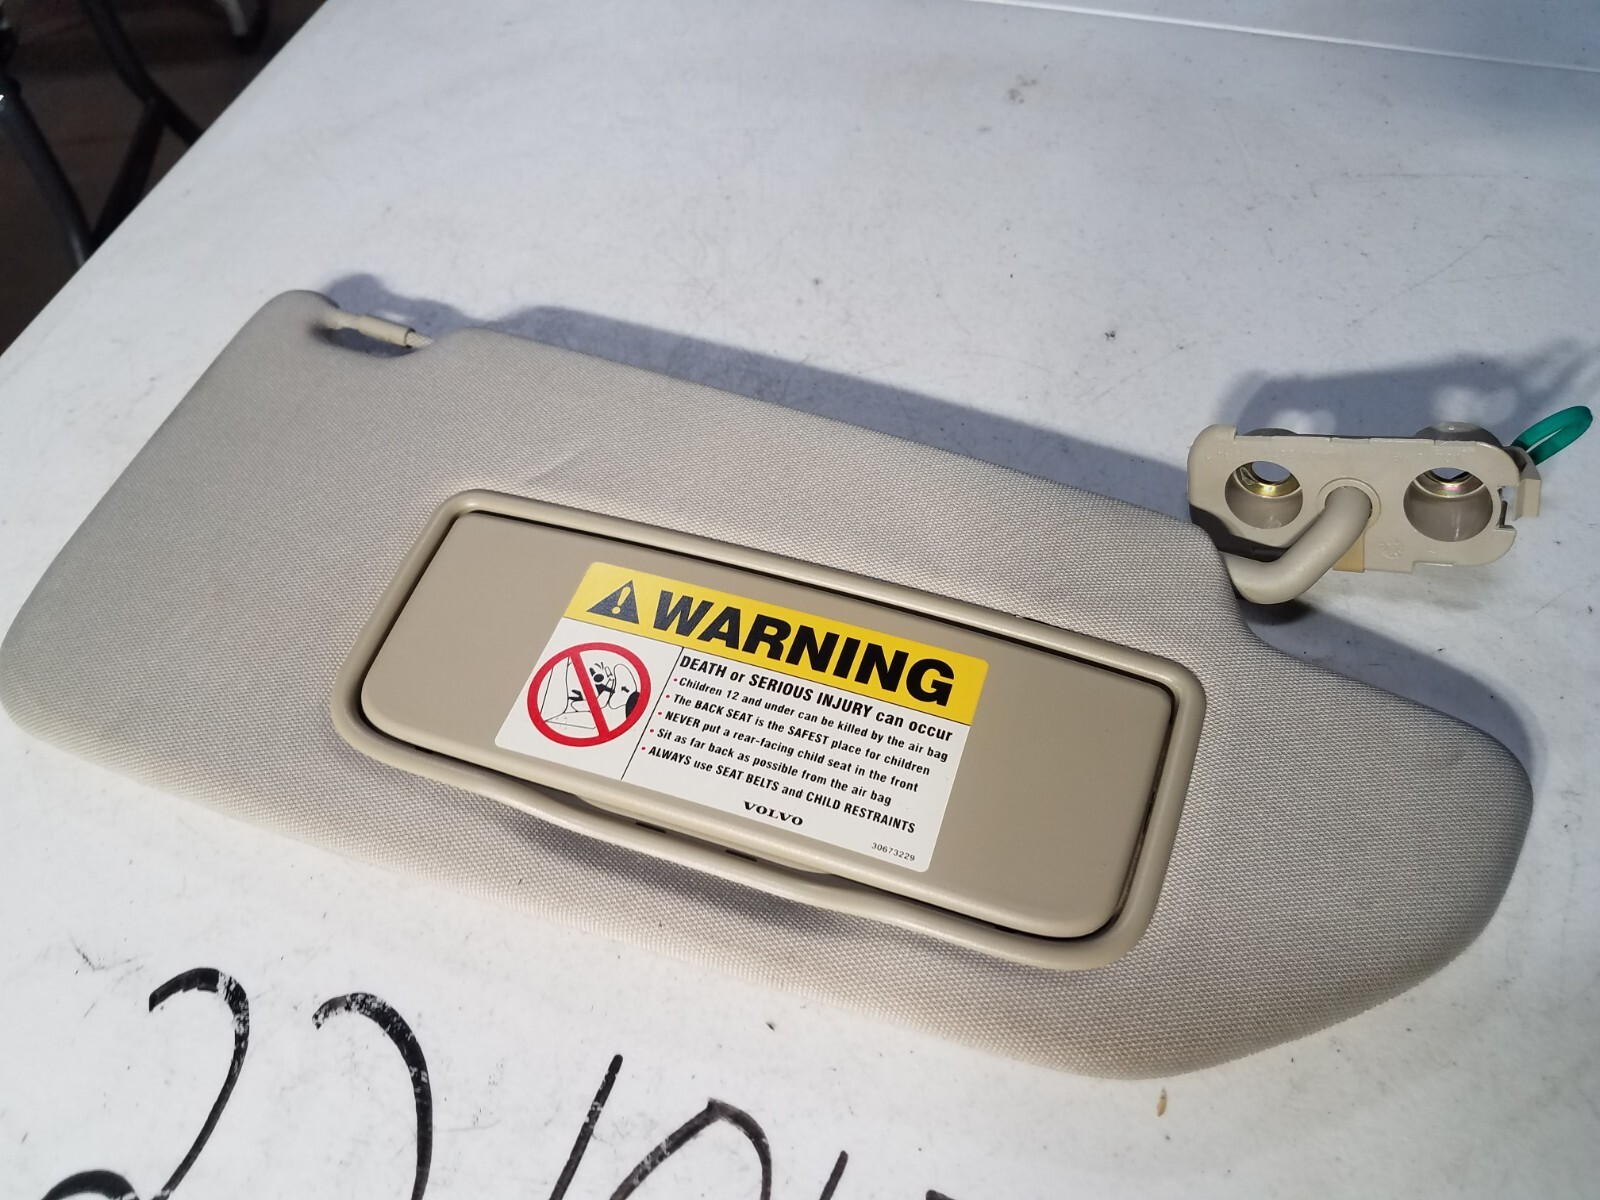 WARNING
DEATH or SERIOUS INJURY can occur
•Children 12 and under can be killed by the air bag
•The BACK SEAT is the SAFEST place for children
•NEVER put a rear-facing child seat in the front
•Sit as far back as possible from the air bag
•ALWAYS use SEAT BELTS and CHILD RESTRAINTS
VOLVO
30673229